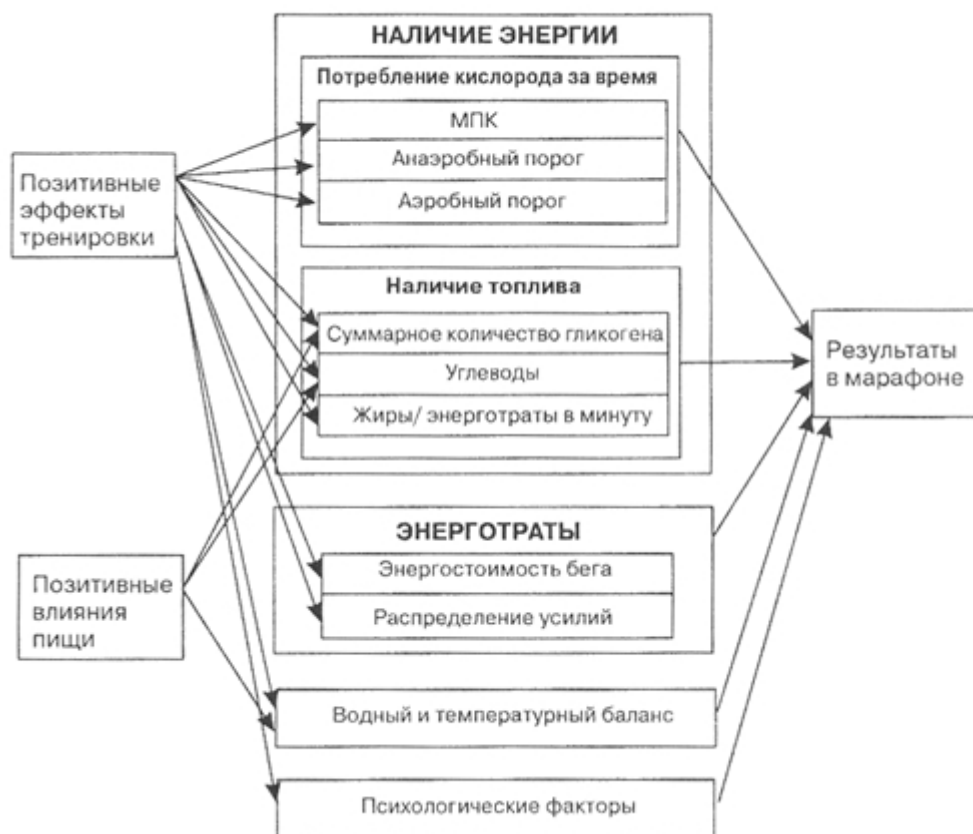 НАЛИЧИЕ ЭНЕРГИИ
Потребление кислорода за время
МПК
Анаэробный порог
Аэробный порог
Позитивные
эффекты
тренировки
Наличие топлива
Суммарное количество гликогена
Углеводы
Жиры/ энерготраты в минуту
Результаты
в марафоне
ЭНЕРГОТРАТЫ
Энергостоимость бега
Распределение усилий
Позитивные
влияния
пищи
Водный и температурный баланс
Психологические факторы